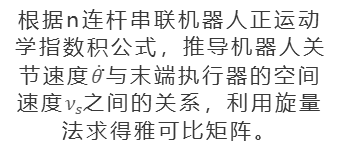 根据n连杆串联机器人正运动
学指数积公式，推导机器人关
节速度θ̇与末端执行器的空间
速度νₛ之间的关系，利用旋量
法求得雅可比矩阵。